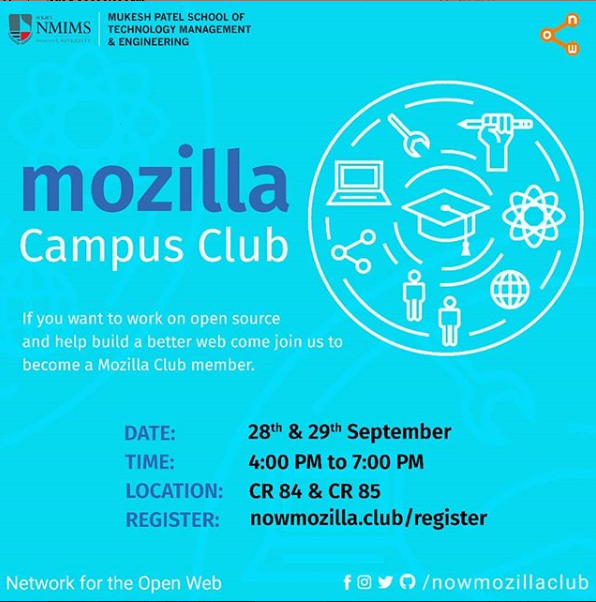 NMIMS
MUKESH PATEL SCHOOL OF
TECHNOLOGY MANAGEMENT
& ENGINEERING
N
O
W
mozilla
Campus Club
If you want to work on open source
and help build a better web come join us to
become a Mozilla Club member.
DATE: 28th & 29th September
TIME: 4:00 PM to 7:00 PM
LOCATION: CR 84 & CR 85
REGISTER: nowmozilla.club/register
Network for the Open Web
/nowmozillaclub